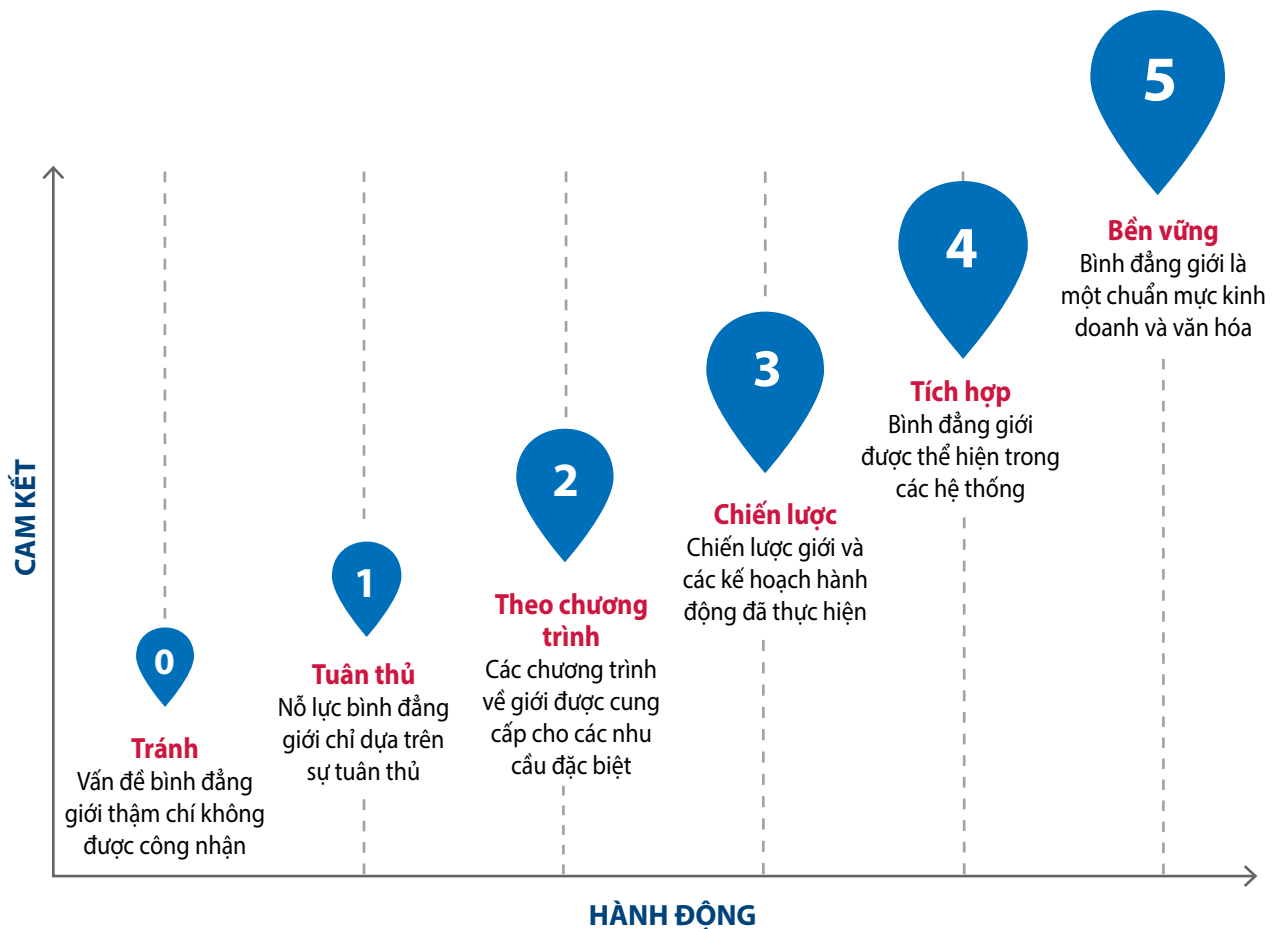 0
Tránh
Vấn đề bình đẳng
giới thậm chí không
được công nhận
1
Tuân thủ
Nỗ lực bình đẳng
giới chỉ dựa trên
sự tuân thủ
2
Theo chương
trình
Các chương trình
về giới được cung
cấp cho các nhu
cầu đặc biệt
3
Chiến lược
Chiến lược giới và
các kế hoạch hành
động đã thực hiện
4
Tích hợp
Bình đẳng giới
được thể hiện trong
các hệ thống
5
Bền vững
Bình đẳng giới là
một chuẩn mực kinh
doanh và văn hóa
CAM KẾT
HÀNH ĐỘNG